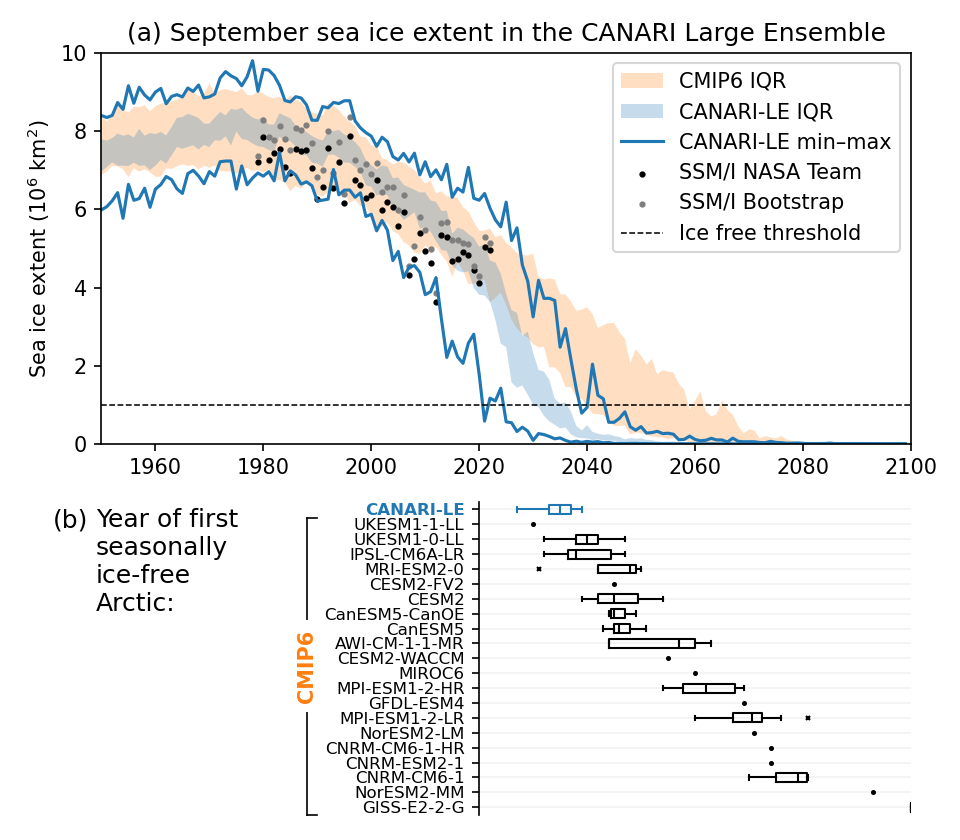 (a) September sea ice extent in the CANARI Large Ensemble
Sea ice extent (10⁶ km²)
10
8
6
4
2
0
1960
1980
2000
2020
2040
2060
2080
2100
CMIP6 IQR
CANARI-LE IQR
CANARI-LE min–max
SSM/I NASA Team
SSM/I Bootstrap
Ice free threshold
(b) Year of first
seasonally
ice-free
Arctic:
CMIP6
CANARI-LE
UKESM1-1-LL
UKESM1-0-LL
IPSL-CM6A-LR
MRI-ESM2-0
CESM2-FV2
CESM2
CanESM5-CanOE
CanESM5
AWI-CM-1-1-MR
CESM2-WACCM
MIROC6
MPI-ESM1-2-HR
GFDL-ESM4
MPI-ESM1-2-LR
NorESM2-LM
CNRM-CM6-1-HR
CNRM-ESM2-1
CNRM-CM6-1
NorESM2-MM
GISS-E2-2-G